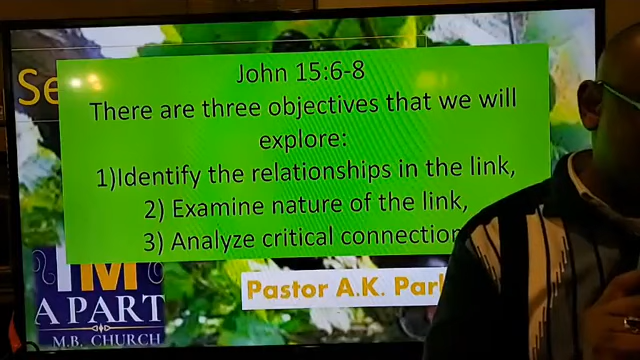 John 15:6-8
There are three objectives that we will
explore:
1)Identify the relationships in the link,
2) Examine nature of the link,
3) Analyze critical connection
Se
I'M
A PART
M.B. CHURCH
Pastor A.K.